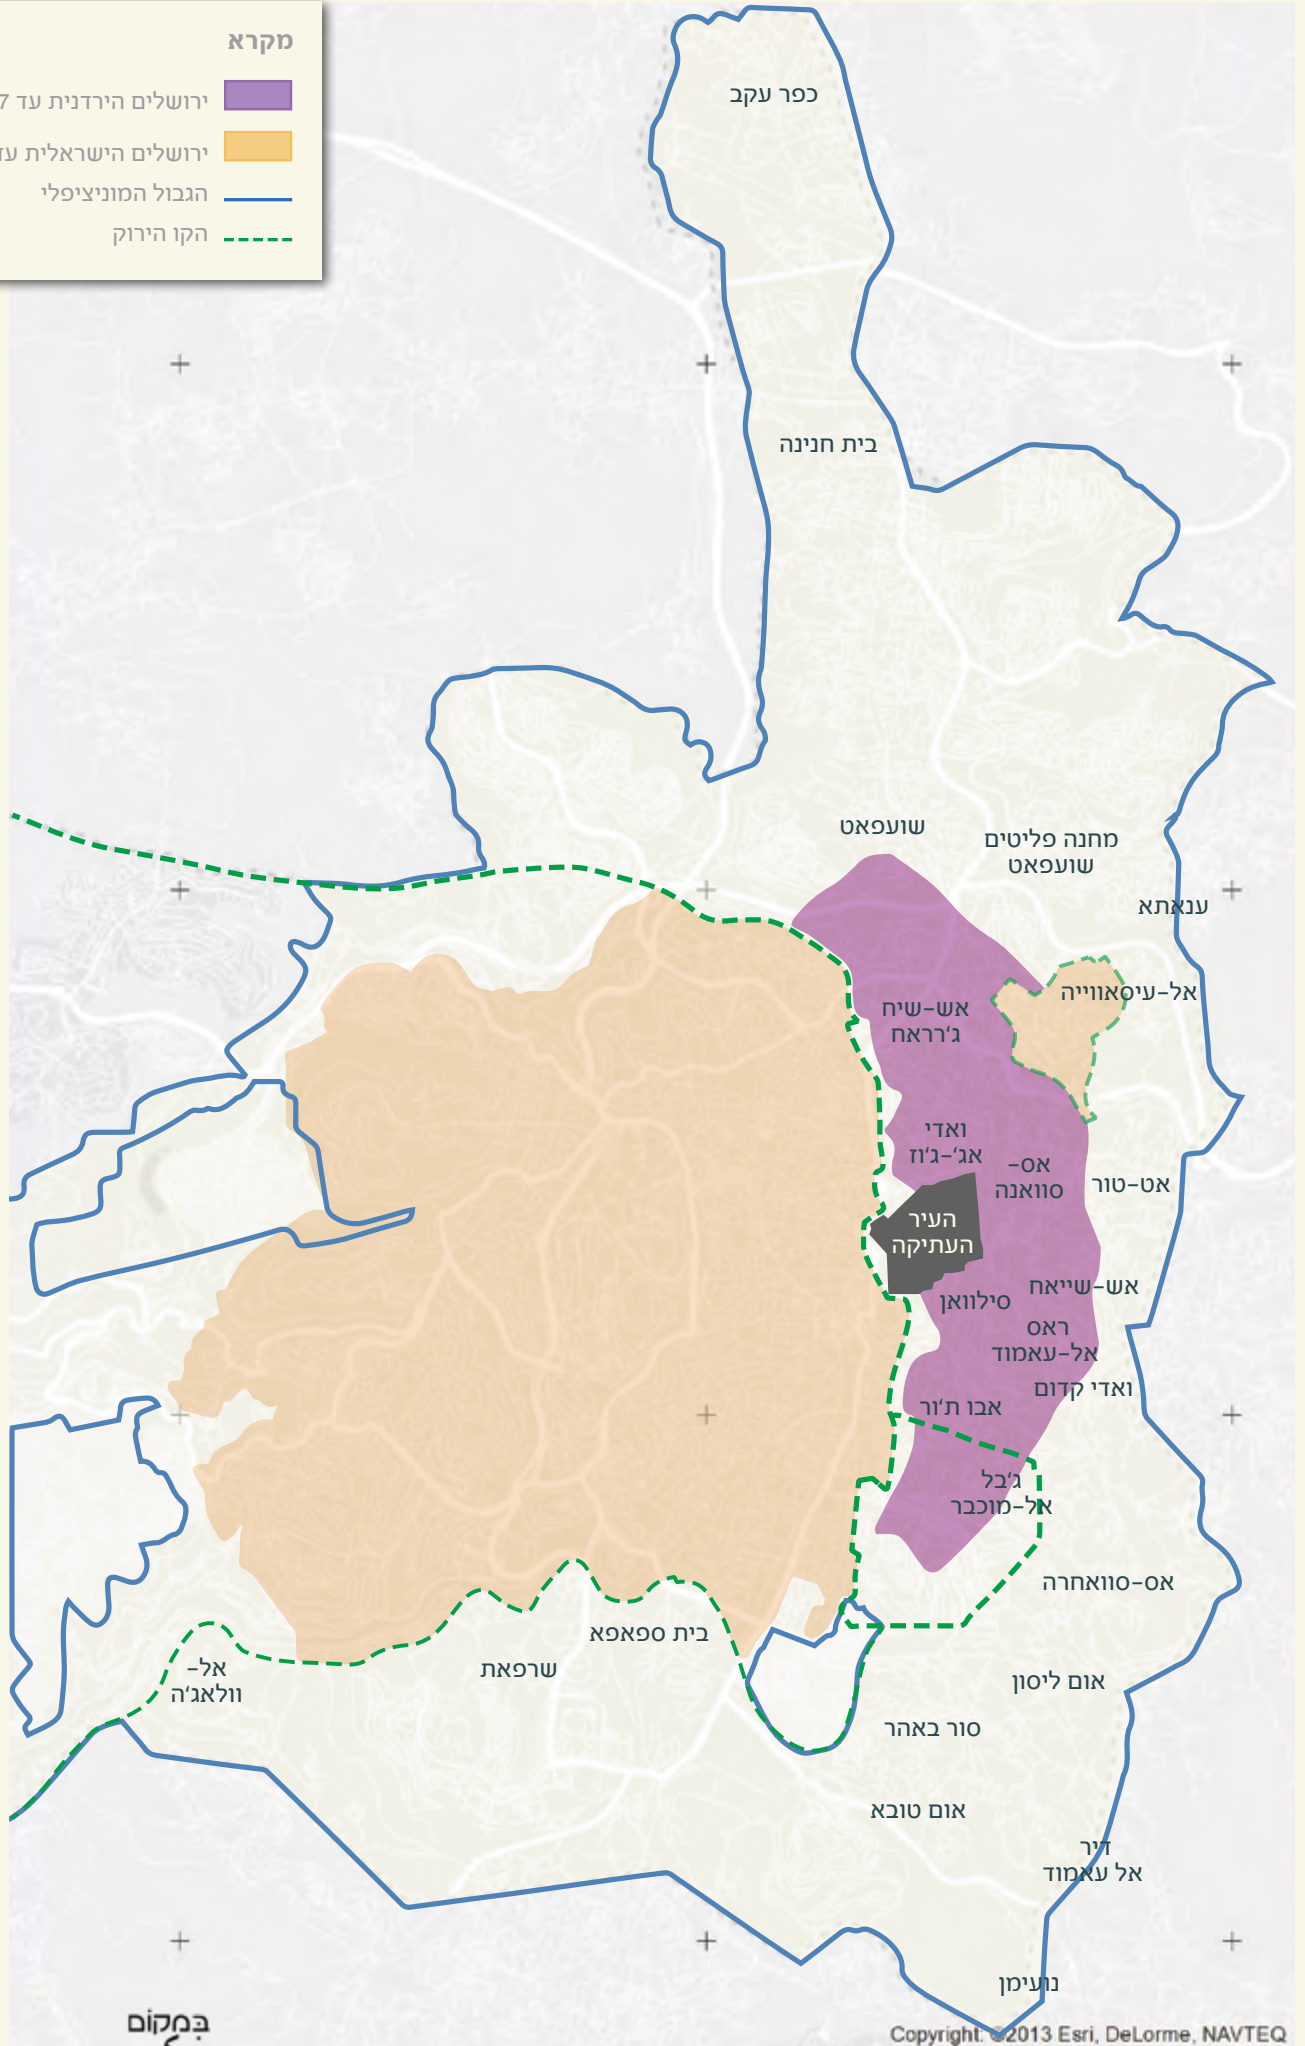 מקרא
ירושלים הירדנית עד 7
ירושלים הישראלית עד
הגבול המוניציפלי
הקו הירוק
כפר עקב
בית חנינה
שועפאט
מחנה פליטים
שועפאט
ענאתא
אל-עיסאווייה
אש-שיח
ג'רראח
ואדי
אג'-ג'וז
אס-
סוואנה
אט-טור
העיר
העתיקה
אש-שייאח
סילוואן
ראס
אל-עאמוד
ואדי קדום
אבו ת'ור
ג'בל
אל-מוכבר
אס-סוואחרה
בית ספאפא
שרפאת
אל-
וולאג'ה
אום ליסון
סור באהר
אום טובא
דיר
אל עאמוד
נועימן
במקום
Copyright: ©2013 Esri, DeLorme, NAVTEQ